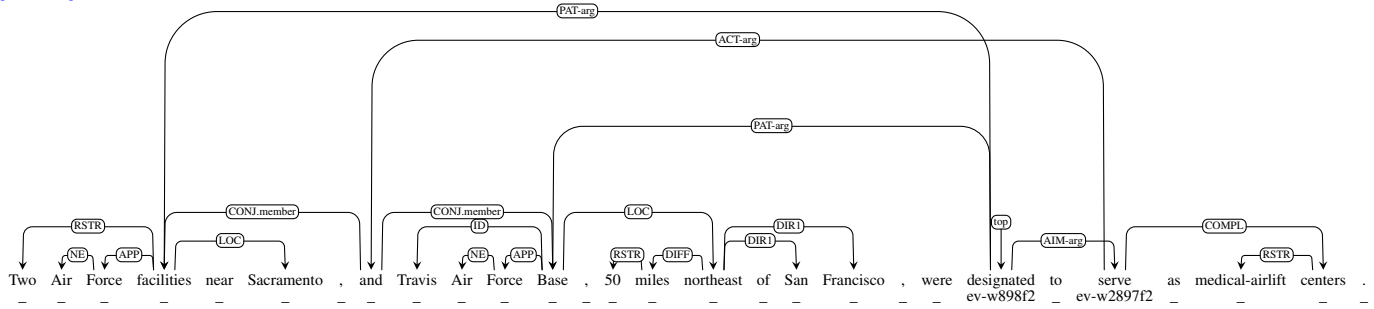 PAT-arg
ACT-arg
PAT-arg
CONJ.member CONJ.member LOC
RSTR ID top DIR1 COMPL
LOC DIR1 AIM-arg
NE APP NE APP RSTR DIFF RSTR
Two Air Force facilities near Sacramento , and Travis Air Force Base , 50 miles northeast of San Francisco , were designated to serve as medical-airlift centers .
_ _ _ _ _ _ _ _ _ _ _ _ _ _ _ _ _ _ _ _ _ ev-w898f2 _ ev-w2897f2 _ _ _ _